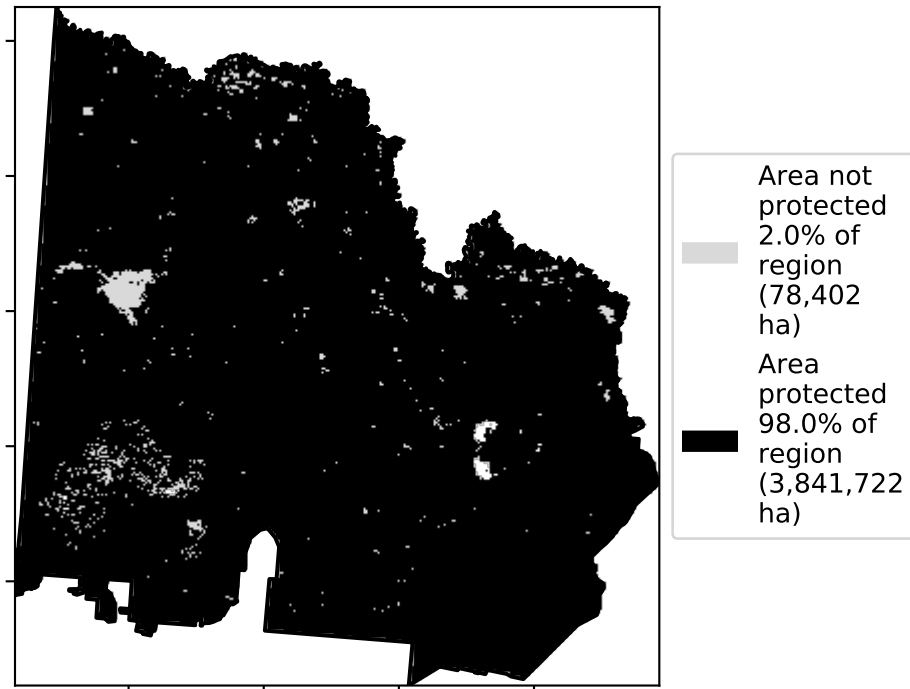 Area not
protected
2.0% of
region
(78,402
ha)
Area
protected
98.0% of
region
(3,841,722
ha)